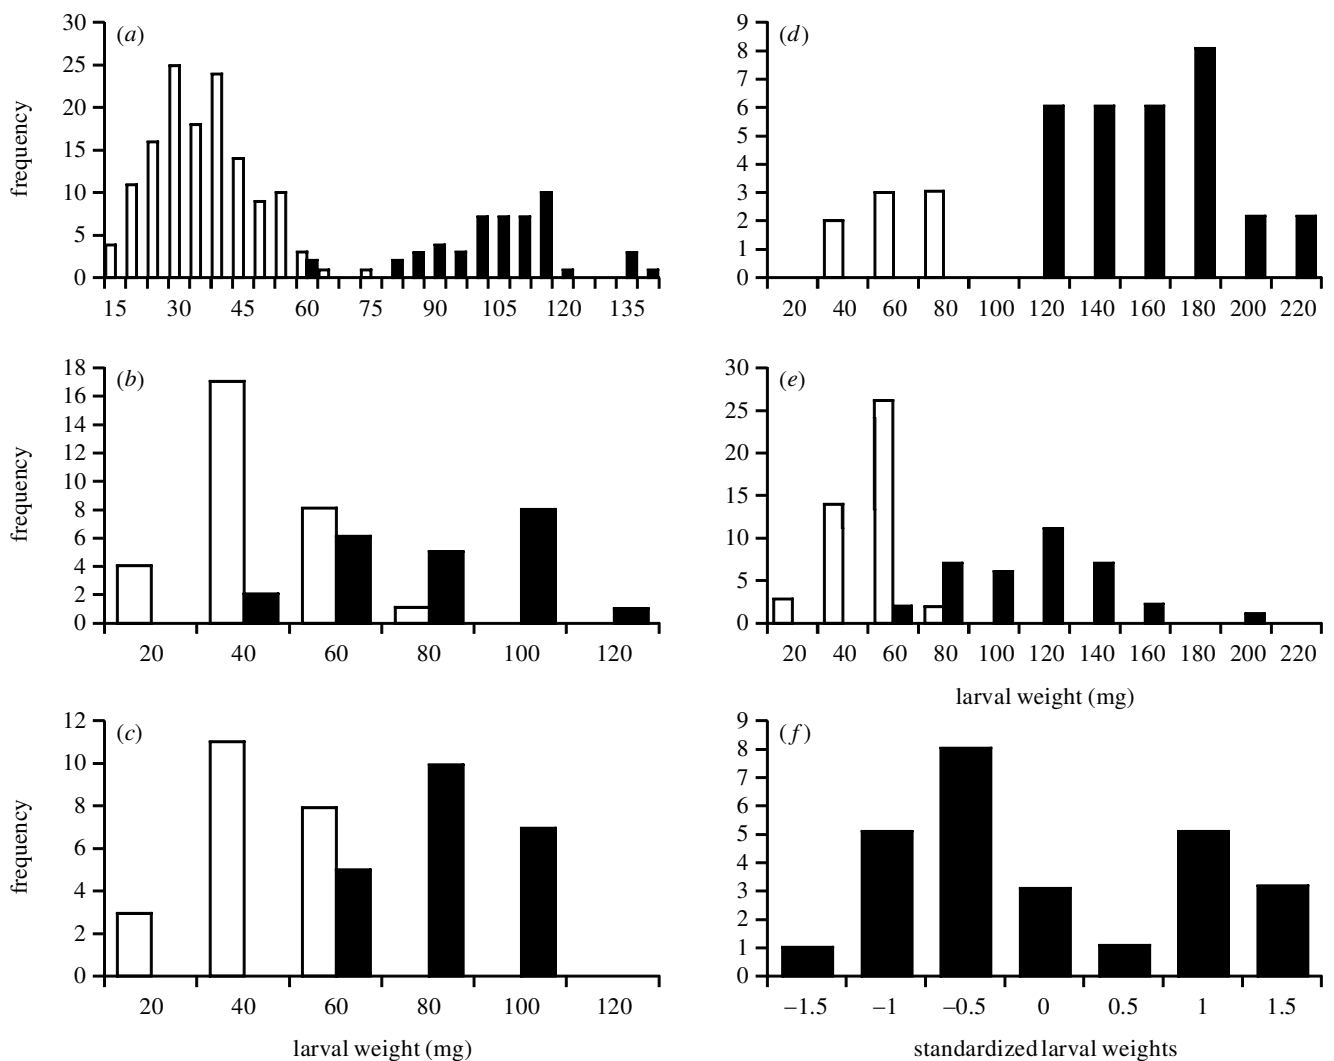 (a)
frequency
30
25
20
15
10
5
0
15 30 45 60 75 90 105 120 135
(d)
9
8
7
6
5
4
3
2
1
0
20 40 60 80 100 120 140 160 180 200 220
(b)
frequency
18
16
14
12
10
8
6
4
2
0
20 40 60 80 100 120
(e)
30
25
20
15
10
5
0
20 40 60 80 100 120 140 160 180 200 220
larval weight (mg)
(c)
frequency
12
10
8
6
4
2
0
20 40 60 80 100 120
larval weight (mg)
(f)
9
8
7
6
5
4
3
2
1
0
–1.5 –1 –0.5 0 0.5 1 1.5
standardized larval weights